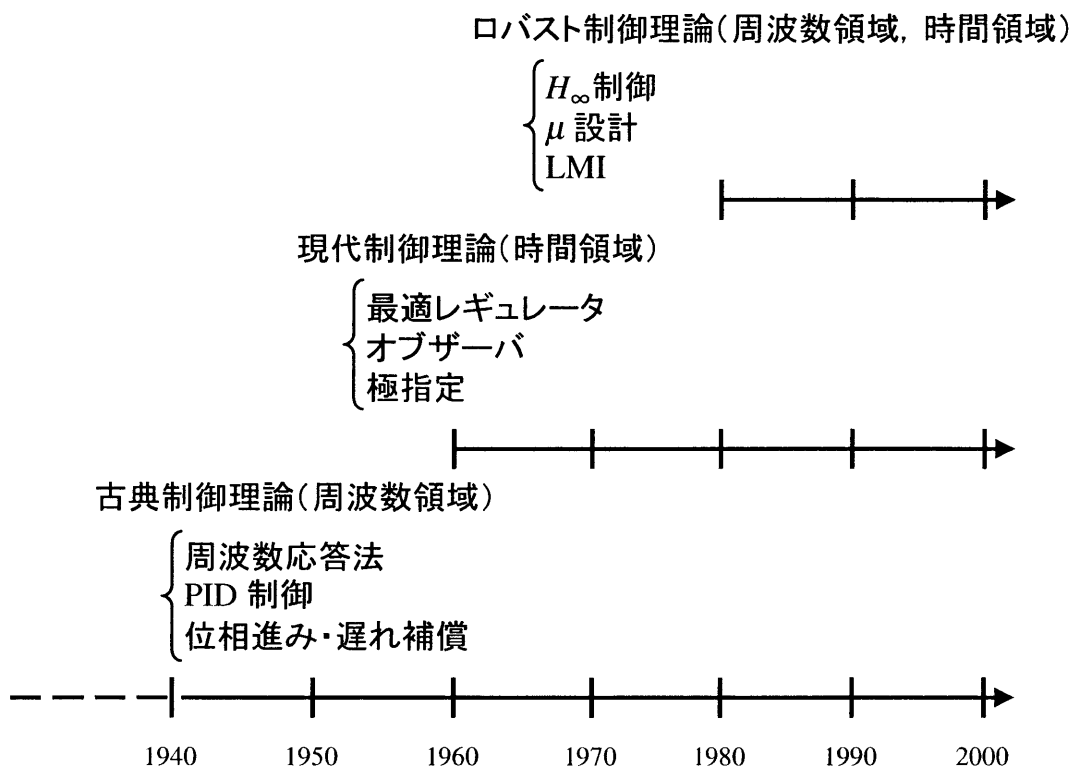 ロバスト制御理論(周波数領域, 時間領域)
H∞制御
μ 設計
LMI
現代制御理論(時間領域)
最適レギュレータ
オブザーバ
極指定
古典制御理論(周波数領域)
周波数応答法
PID 制御
位相進み・遅れ補償
1940 1950 1960 1970 1980 1990 2000